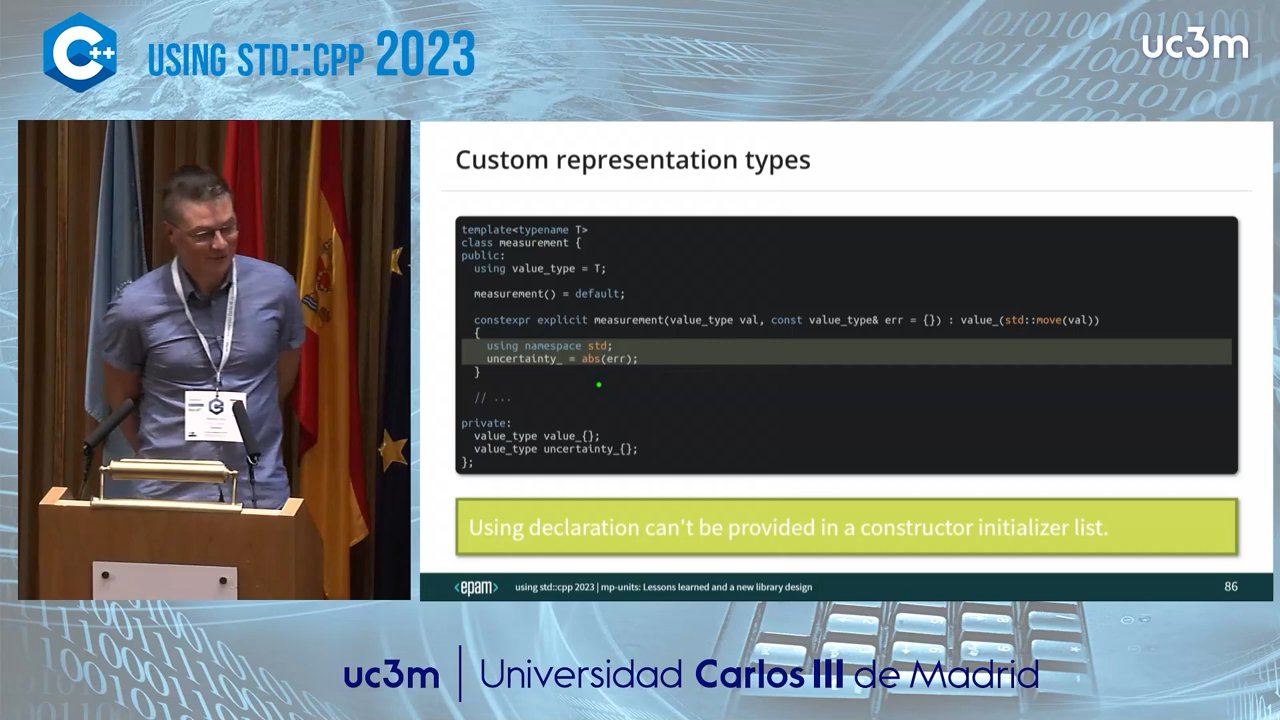 C++
USING STD::CPP 2023
uc3m
Custom representation types
template<typename T>
class measurement {
public:
  using value_type = T;
  measurement() = default;
  constexpr explicit measurement(value_type val, const value_type& err = {}) : value_(std::move(val))
  {
    using namespace std;
    uncertainty_ = abs(err);
  }
  // ...
private:
  value_type value_{};
  value_type uncertainty_{};
};
Using declaration can't be provided in a constructor initializer list.
<epam>
using std::cpp 2023 | mp-units: Lessons learned and a new library design
86
uc3m | Universidad Carlos III de Madrid